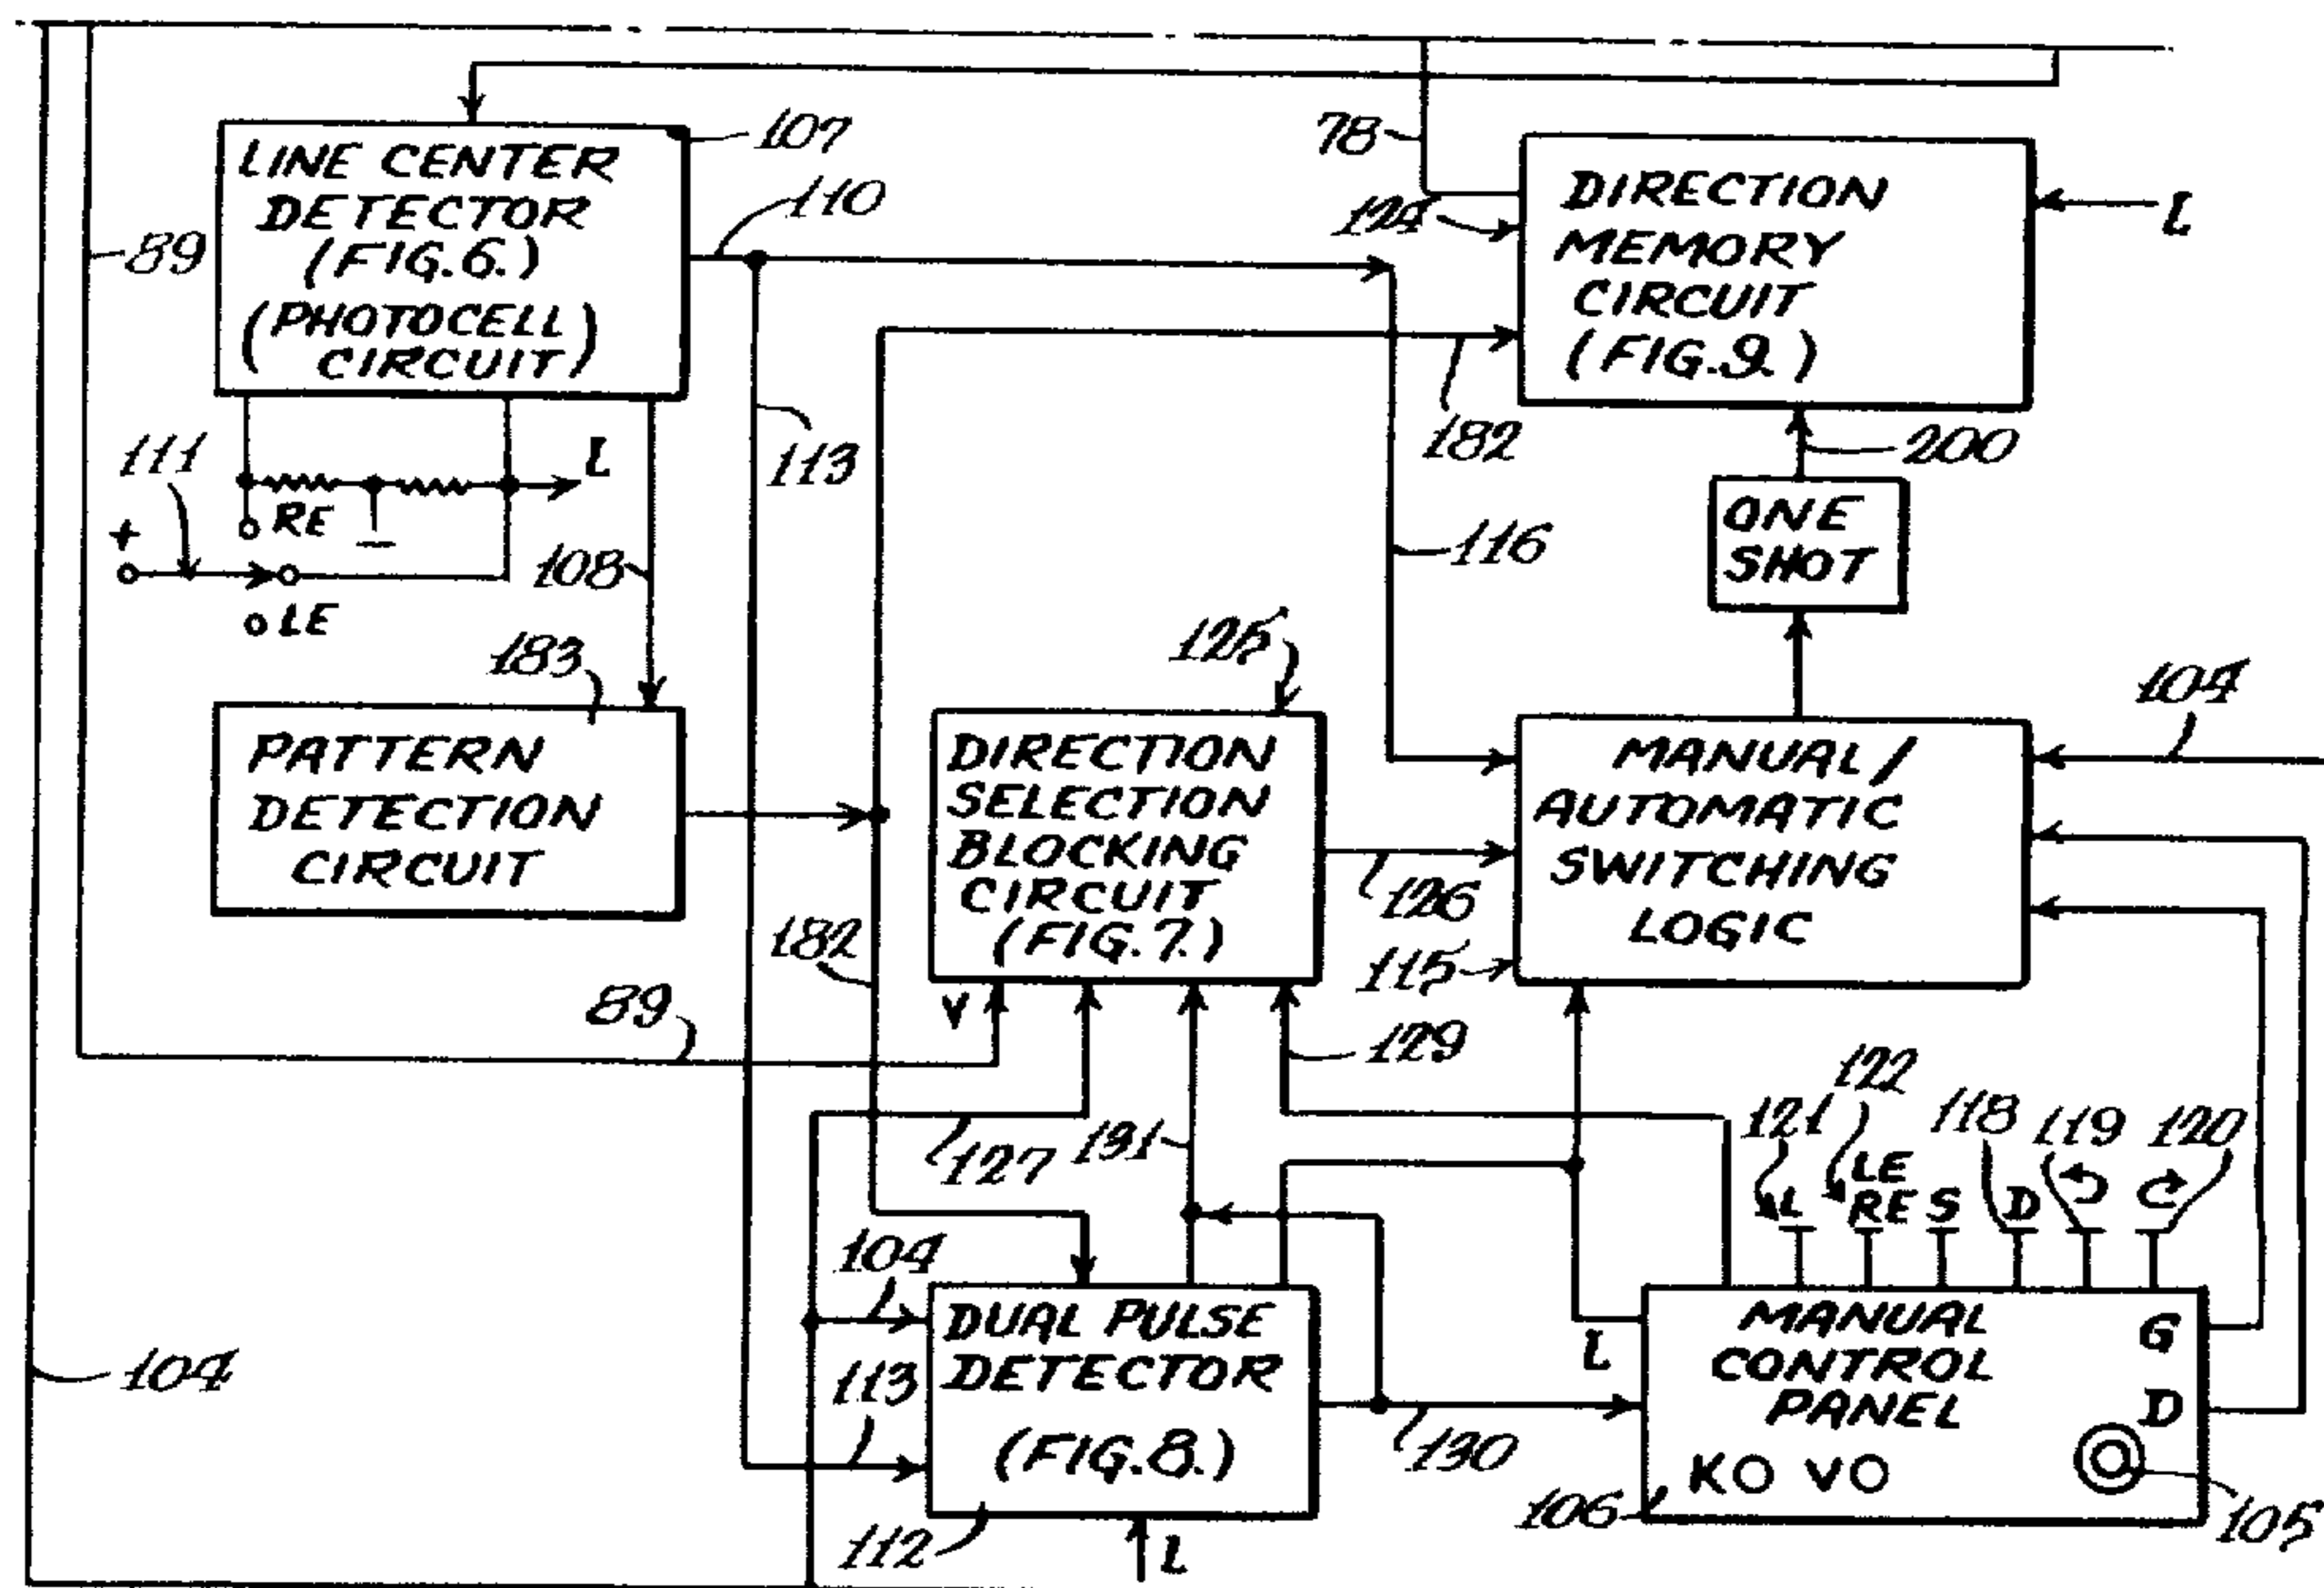 LINE CENTER
DETECTOR
(FIG.6.)
(PHOTOCELL)
CIRCUIT)
107
110
78
124
DIRECTION
MEMORY
CIRCUIT
(FIG.9.)
L
89
113
182
200
111
L
RE
+
LE
108
116
ONE
SHOT
183
125
104
PATTERN
DETECTION
CIRCUIT
DIRECTION
SELECTION
BLOCKING
CIRCUIT
(FIG.7.)
126
MANUAL/
AUTOMATIC
SWITCHING
LOGIC
115
182
89
V
129
127
131
121
122
118
119
120
L
LE
RE
S
D
104
113
104
DUAL PULSE
DETECTOR
(FIG.8.)
112
L
130
L
MANUAL
CONTROL
PANEL
G
D
K V
106
105